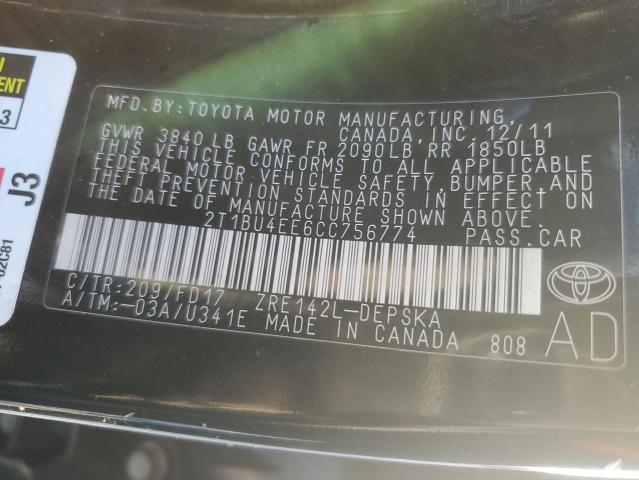 MFD.BY:TOYOTA MOTOR MANUFACTURING,
CANADA, INC. 12/11
GVWR 3840 LB GAWR FR 2090LB RR 1850LB
THIS VEHICLE CONFORMS TO ALL APPLICABLE
FEDERAL MOTOR VEHICLE SAFETY, BUMPER, AND
THEFT PREVENTION STANDARDS IN EFFECT ON
THE DATE OF MANUFACTURE SHOWN ABOVE.
2T1BU4EE6CC756774 PASS.CAR
C/TR:209/FD17 ZRE142L-DEPSKA
A/TM:-03A/U341E MADE IN CANADA 808
AD
3
J3
02C81